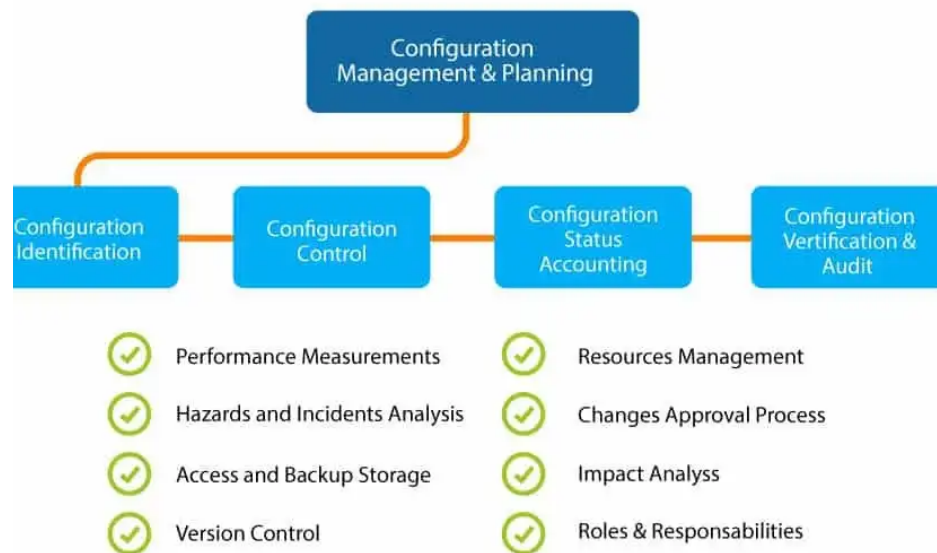 Configuration
Management & Planning
Configuration
Identification
Configuration
Control
Configuration
Status
Accounting
Configuration
Vertification &
Audit
Performance Measurements
Resources Management
Hazards and Incidents Analysis
Changes Approval Process
Access and Backup Storage
Impact Analyss
Version Control
Roles & Responsabilities